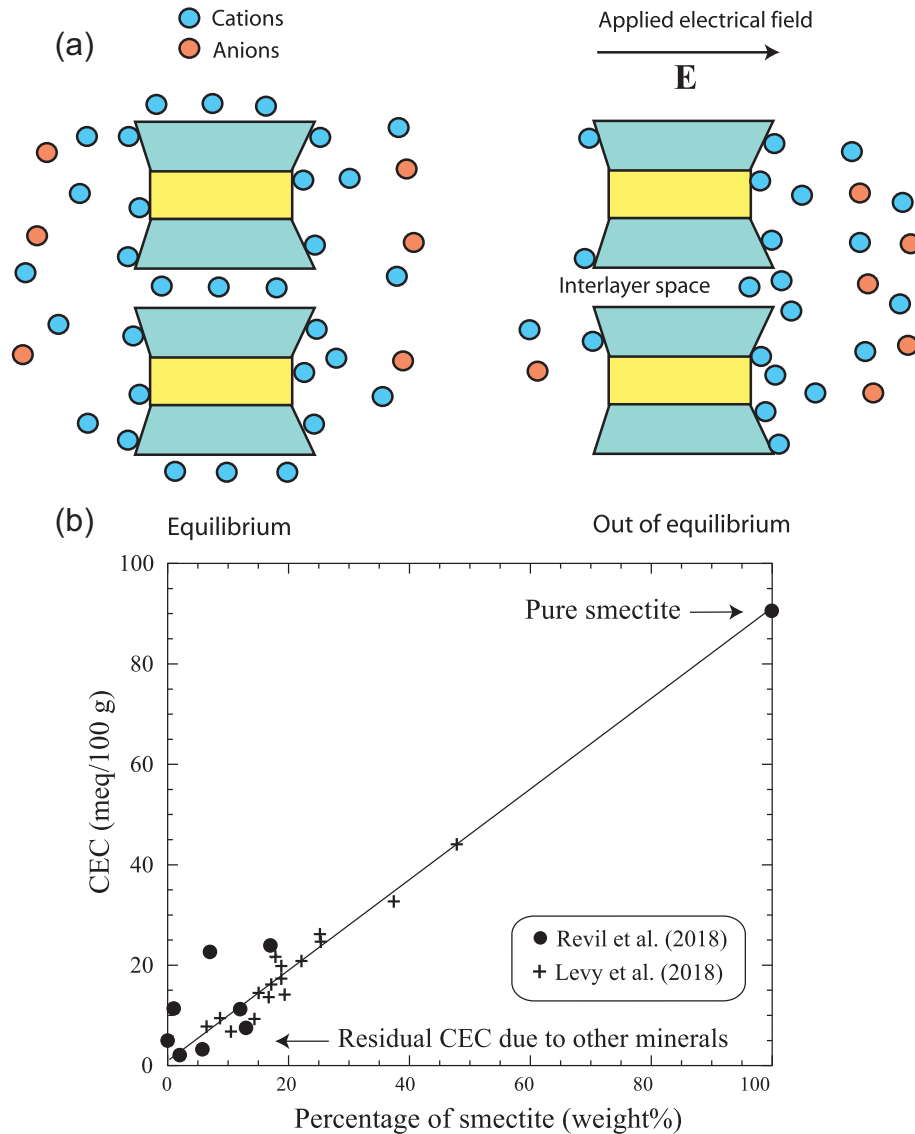 (a)
Cations
Anions
Applied electrical field
E
Interlayer space
(b)
Equilibrium
Out of equilibrium
100
80
60
40
20
0
CEC (meq/100 g)
Pure smectite
Revil et al. (2018)
Levy et al. (2018)
Residual CEC due to other minerals
0
20
40
60
80
100
Percentage of smectite (weight%)